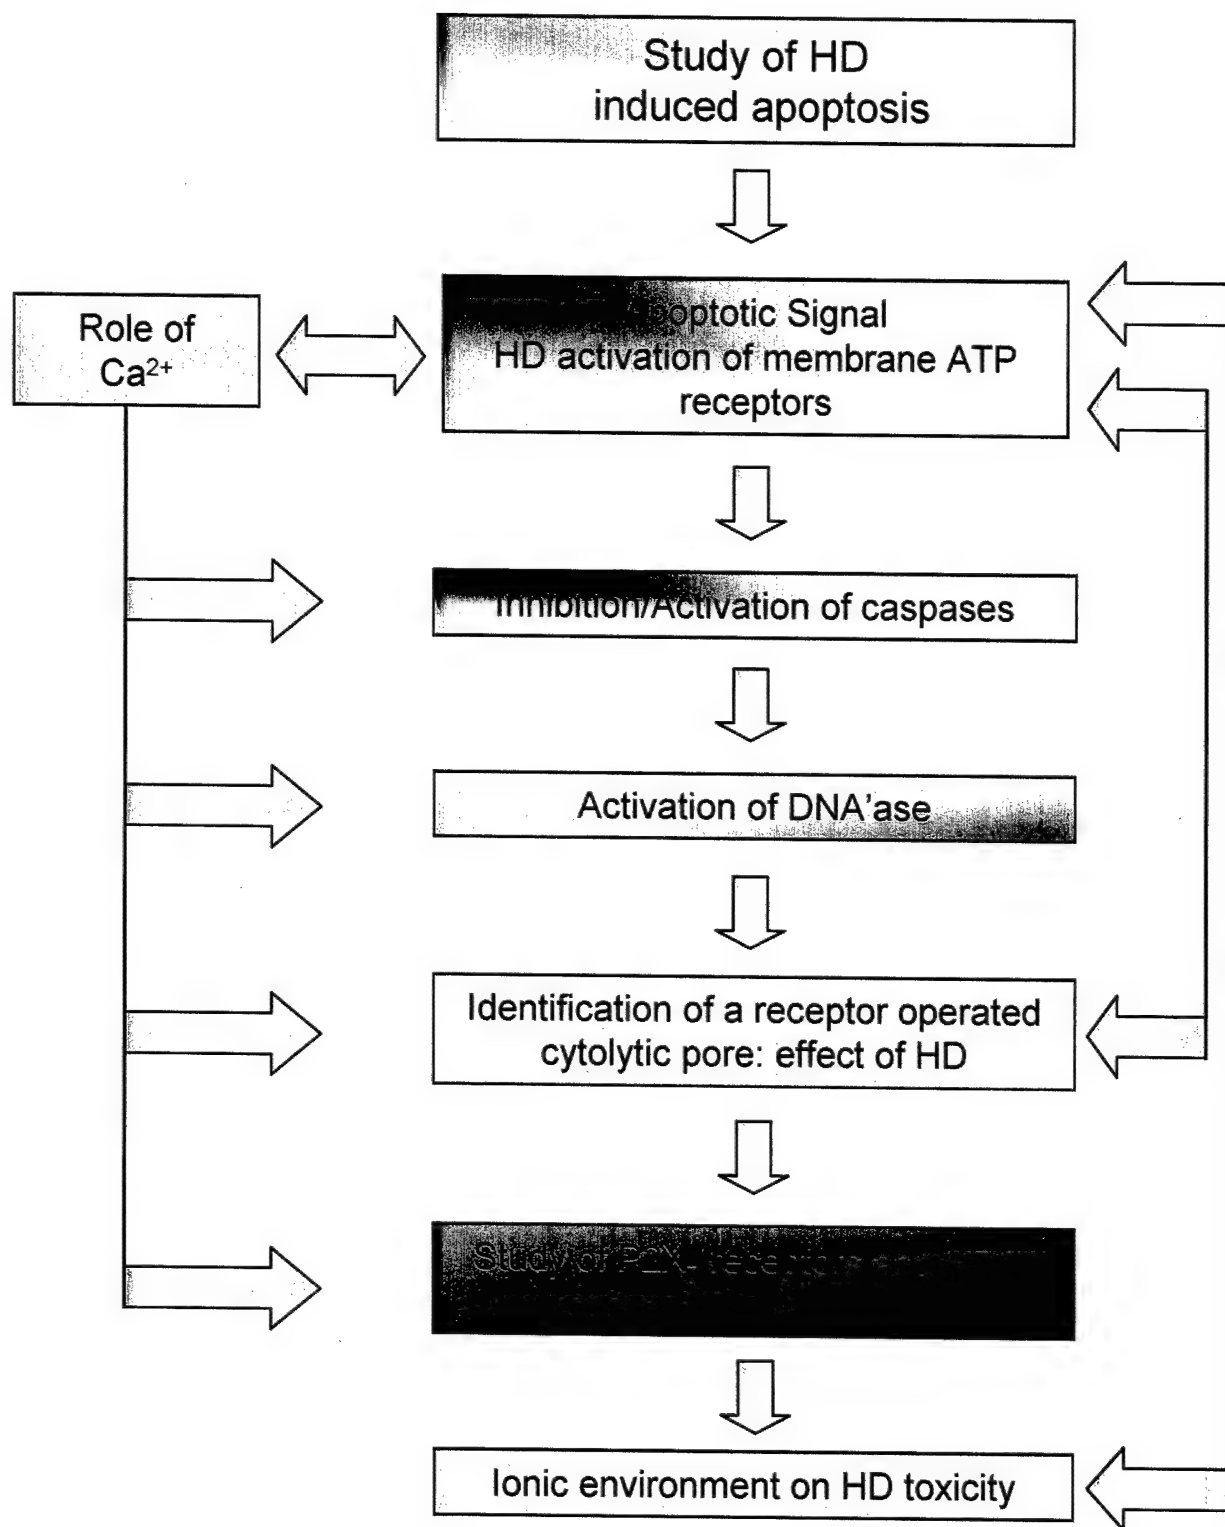 Study of HD
induced apoptosis
Role of
Ca²⁺
Signal
HD activation of membrane ATP
receptors
Inhibition/Activation of caspases
Activation of DNA'ase
Identification of a receptor operated
cytolytic pore: effect of HD
Study of
Ionic environment on HD toxicity